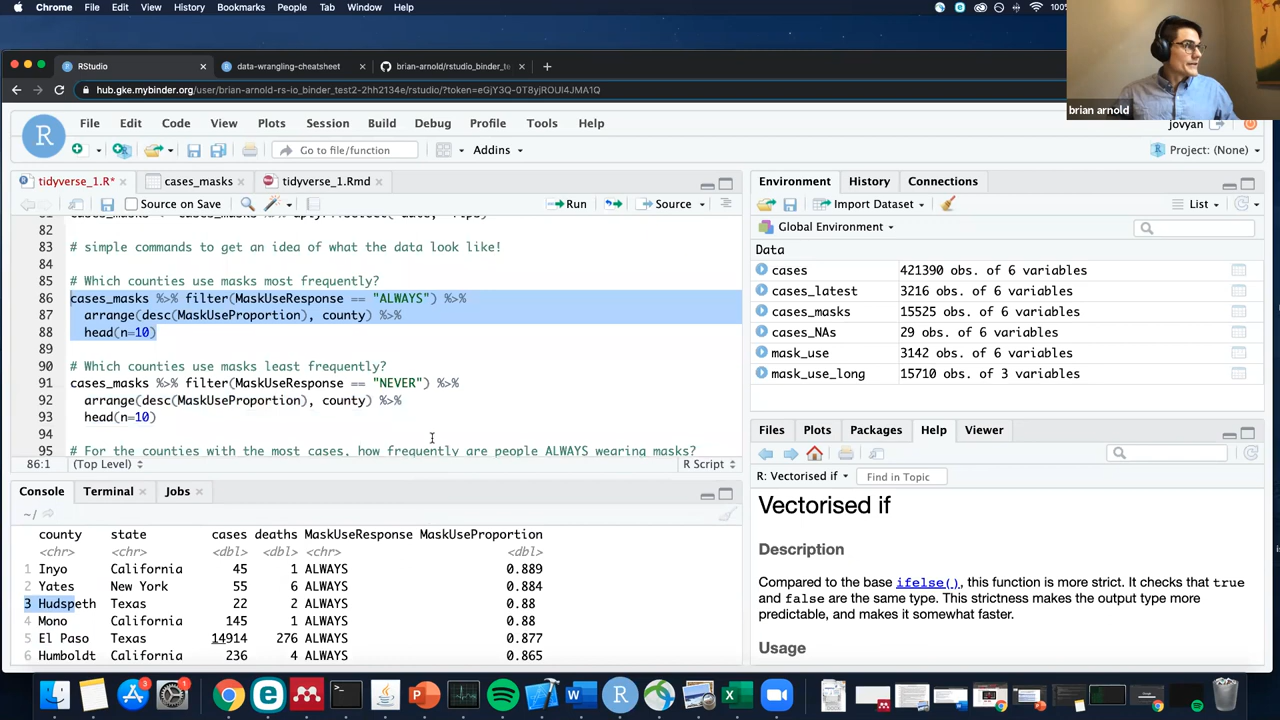 Chrome File Edit View History Bookmarks People Tab Window Help 100%
RStudio data-wrangling-cheatsheet brian-arnold/rstudio_binder_te
hub.gke.mybinder.org/user/brian-arnold-rs-io_binder_test2-2hh2134e/rstudio/?token=eGjY3Q-0T8yjROUl4JMA1Q
brian arnold
R File Edit Code View Plots Session Build Debug Profile Tools Help
jovyan
Go to file/function Addins
Project: (None)
tidyverse_1.R* cases_masks tidyverse_1.Rmd
Source on Save Run Source
82
83 # simple commands to get an idea of what the data look like!
84
85 # Which counties use masks most frequently?
86 cases_masks %>% filter(MaskUseResponse == "ALWAYS") %>%
87 arrange(desc(MaskUseProportion), county) %>%
88 head(n=10)
89
90 # Which counties use masks least frequently?
91 cases_masks %>% filter(MaskUseResponse == "NEVER") %>%
92 arrange(desc(MaskUseProportion), county) %>%
93 head(n=10)
94
95 # For the counties with the most cases, how frequently are people ALWAYS wearing masks?
86:1 (Top Level) R Script
Console Terminal Jobs
~/
county state cases deaths MaskUseResponse MaskUseProportion
<chr> <chr> <dbl> <dbl> <chr> <dbl>
1 Inyo California 45 1 ALWAYS 0.889
2 Yates New York 55 6 ALWAYS 0.884
3 Hudspeth Texas 22 2 ALWAYS 0.88
4 Mono California 145 1 ALWAYS 0.88
5 El Paso Texas 14914 276 ALWAYS 0.877
6 Humboldt California 236 4 ALWAYS 0.865
Environment History Connections
Import Dataset List
Global Environment
Data
cases 421390 obs. of 6 variables
cases_latest 3216 obs. of 6 variables
cases_masks 15525 obs. of 6 variables
cases_NAs 29 obs. of 6 variables
mask_use 3142 obs. of 6 variables
mask_use_long 15710 obs. of 3 variables
Files Plots Packages Help Viewer
R: Vectorised if Find in Topic
Vectorised if
Description
Compared to the base ifelse(), this function is more strict. It checks that true
and false are the same type. This strictness makes the output type more
predictable, and makes it somewhat faster.
Usage